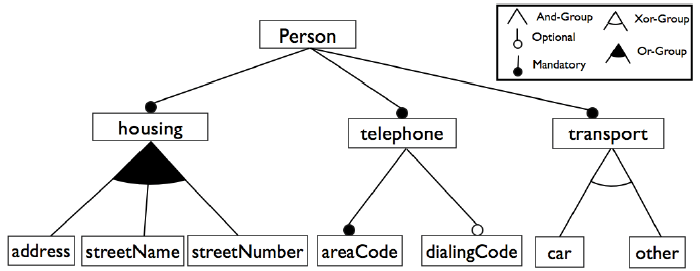 Person
And-Group
Xor-Group
Optional
Or-Group
Mandatory
housing
telephone
transport
address
streetName
streetNumber
areaCode
dialingCode
car
other